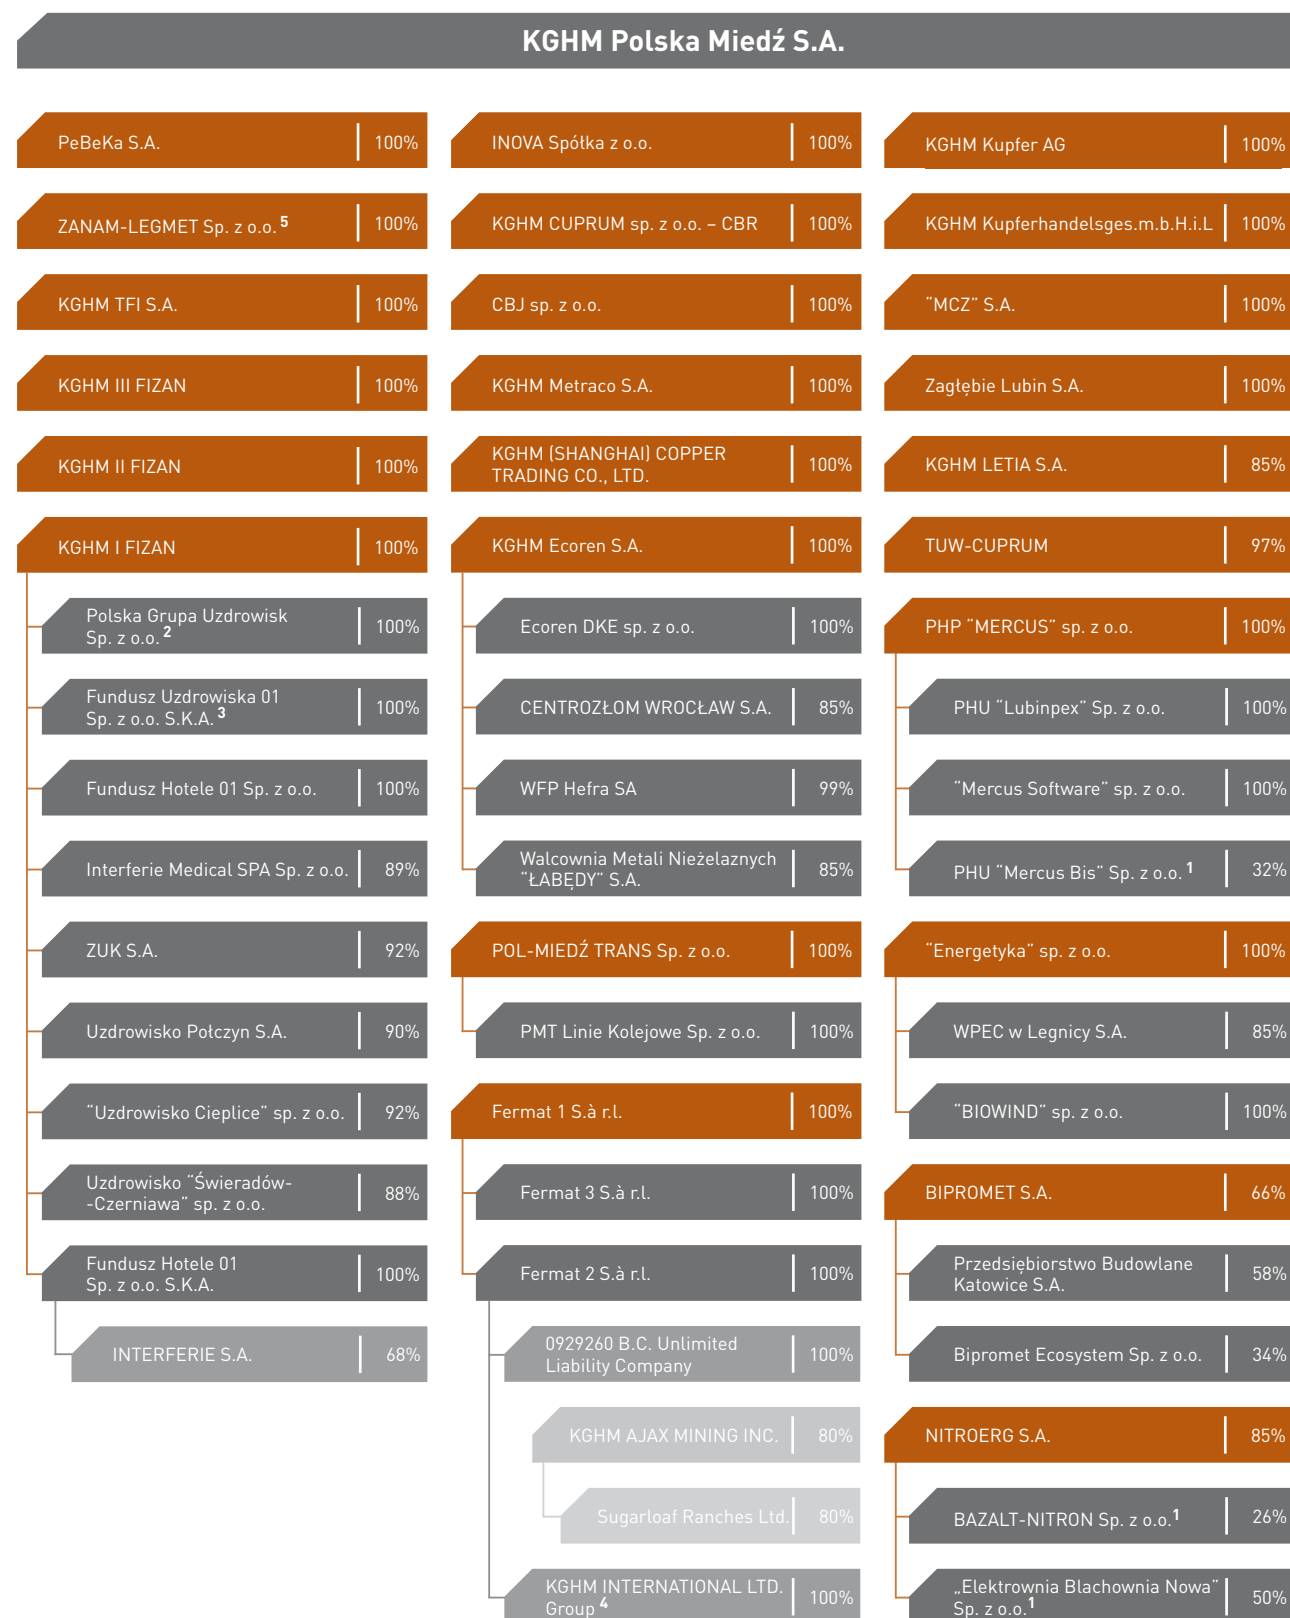 KGHM Polska Miedź S.A.
PeBeKa S.A. 100%
ZANAM-LEGMET Sp. z o.o. 5 100%
KGHM TFI S.A. 100%
KGHM III FIZAN 100%
KGHM II FIZAN 100%
KGHM I FIZAN 100%
Polska Grupa Uzdrowisk
Sp. z o.o. 2 100%
Fundusz Uzdrowiska 01
Sp. z o.o. S.K.A. 3 100%
Fundusz Hotele 01 Sp. z o.o. 100%
Interferie Medical SPA Sp. z o.o. 89%
ZUK S.A. 92%
Uzdrowisko Połczyn S.A. 90%
“Uzdrowisko Cieplice” sp. z o.o. 92%
Uzdrowisko “Świeradów-
-Czerniawa” sp. z o.o. 88%
Fundusz Hotele 01
Sp. z o.o. S.K.A. 100%
INTERFERIE S.A. 68%
INOVA Spółka z o.o. 100%
KGHM CUPRUM sp. z o.o. – CBR 100%
CBJ sp. z o.o. 100%
KGHM Metraco S.A. 100%
KGHM (SHANGHAI) COPPER
TRADING CO., LTD. 100%
KGHM Ecoren S.A. 100%
Ecoren DKE sp. z o.o. 100%
CENTROZŁOM WROCŁAW S.A. 85%
WFP Hefra SA 99%
Walcownia Metali Nieżelaznych
“ŁABĘDY” S.A. 85%
POL-MIEDŹ TRANS Sp. z o.o. 100%
PMT Linie Kolejowe Sp. z o.o. 100%
Fermat 1 S.à r.l. 100%
Fermat 3 S.à r.l. 100%
Fermat 2 S.à r.l. 100%
0929260 B.C. Unlimited
Liability Company 100%
KGHM AJAX MINING INC. 80%
Sugarloaf Ranches Ltd. 80%
KGHM INTERNATIONAL LTD.
Group 4 100%
KGHM Kupfer AG 100%
KGHM Kupferhandelsges.m.b.H.i.L 100%
“MCZ” S.A. 100%
Zagłębie Lubin S.A. 100%
KGHM LETIA S.A. 85%
TUW-CUPRUM 97%
PHP “MERCUS” sp. z o.o. 100%
PHU “Lubinpex” Sp. z o.o. 100%
“Mercus Software” sp. z o.o. 100%
PHU “Mercus Bis” Sp. z o.o. 1 32%
“Energetyka” sp. z o.o. 100%
WPEC w Legnicy S.A. 85%
“BIOWIND” sp. z o.o. 100%
BIPROMET S.A. 66%
Przedsiębiorstwo Budowlane
Katowice S.A. 58%
Bipromet Ecosystem Sp. z o.o. 34%
NITROERG S.A. 85%
BAZALT-NITRON Sp. z o.o.1 26%
„Elektrownia Blachownia Nowa”
Sp. z o.o.1 50%